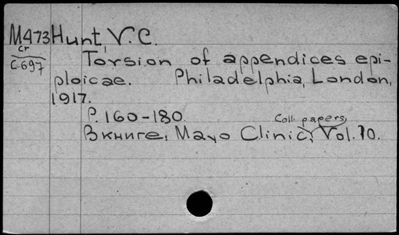 M473 Hunt, V.C.
cr
C-697
Torsion of appendices epi-
ploicae. Philadelphia, London,
1917.
P. 160-180.
В книге, Mayo Clinic, Coll. papers, Vol. 10.